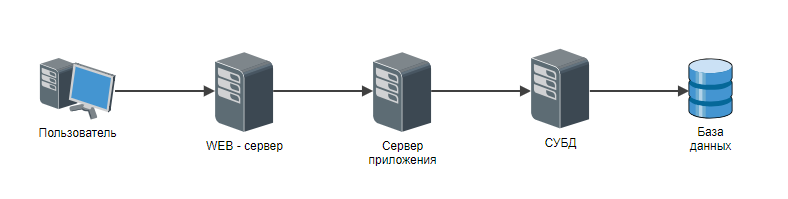 Пользователь
WEB - сервер
Сервер
приложения
СУБД
База
данных